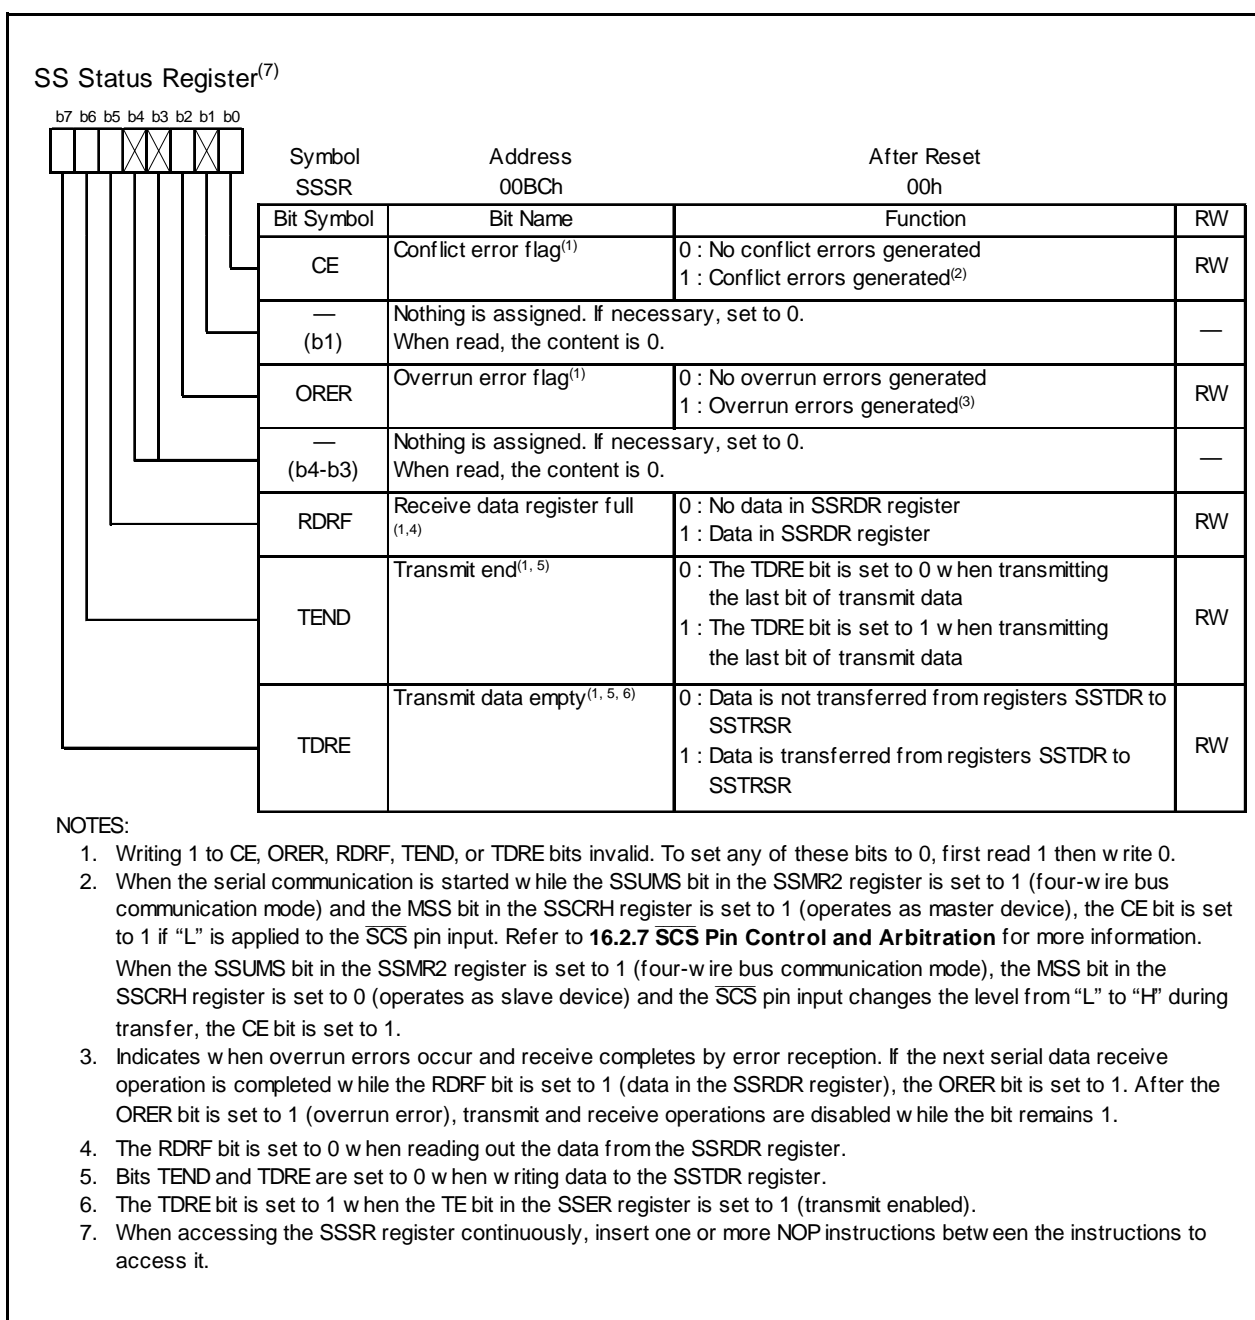 SS Status Register(7)
b7 b6 b5 b4 b3 b2 b1 b0
Symbol Address After Reset
SSSR 00BCh 00h
Bit Symbol Bit Name Function RW
CE Conflict error flag(1) 0 : No conflict errors generated RW
1 : Conflict errors generated(2)
— Nothing is assigned. If necessary, set to 0. —
(b1) When read, the content is 0.
ORER Overrun error flag(1) 0 : No overrun errors generated RW
1 : Overrun errors generated(3)
— Nothing is assigned. If necessary, set to 0. —
(b4-b3) When read, the content is 0.
RDRF Receive data register full 0 : No data in SSRDR register RW
(1,4) 1 : Data in SSRDR register
Transmit end(1, 5) 0 : The TDRE bit is set to 0 when transmitting
the last bit of transmit data
TEND 1 : The TDRE bit is set to 1 when transmitting RW
the last bit of transmit data
Transmit data empty(1, 5, 6) 0 : Data is not transferred from registers SSTDR to
SSTRSR
TDRE 1 : Data is transferred from registers SSTDR to RW
SSTRSR
NOTES:
1. Writing 1 to CE, ORER, RDRF, TEND, or TDRE bits invalid. To set any of these bits to 0, first read 1 then write 0.
2. When the serial communication is started while the SSUMS bit in the SSMR2 register is set to 1 (four-wire bus
communication mode) and the MSS bit in the SSCRH register is set to 1 (operates as master device), the CE bit is set
to 1 if “L” is applied to the S̅C̅S̅ pin input. Refer to 16.2.7 S̅C̅S̅ Pin Control and Arbitration for more information.
When the SSUMS bit in the SSMR2 register is set to 1 (four-wire bus communication mode), the MSS bit in the
SSCRH register is set to 0 (operates as slave device) and the S̅C̅S̅ pin input changes the level from “L” to “H” during
transfer, the CE bit is set to 1.
3. Indicates when overrun errors occur and receive completes by error reception. If the next serial data receive
operation is completed while the RDRF bit is set to 1 (data in the SSRDR register), the ORER bit is set to 1. After the
ORER bit is set to 1 (overrun error), transmit and receive operations are disabled while the bit remains 1.
4. The RDRF bit is set to 0 when reading out the data from the SSRDR register.
5. Bits TEND and TDRE are set to 0 when writing data to the SSTDR register.
6. The TDRE bit is set to 1 when the TE bit in the SSER register is set to 1 (transmit enabled).
7. When accessing the SSSR register continuously, insert one or more NOP instructions between the instructions to
access it.